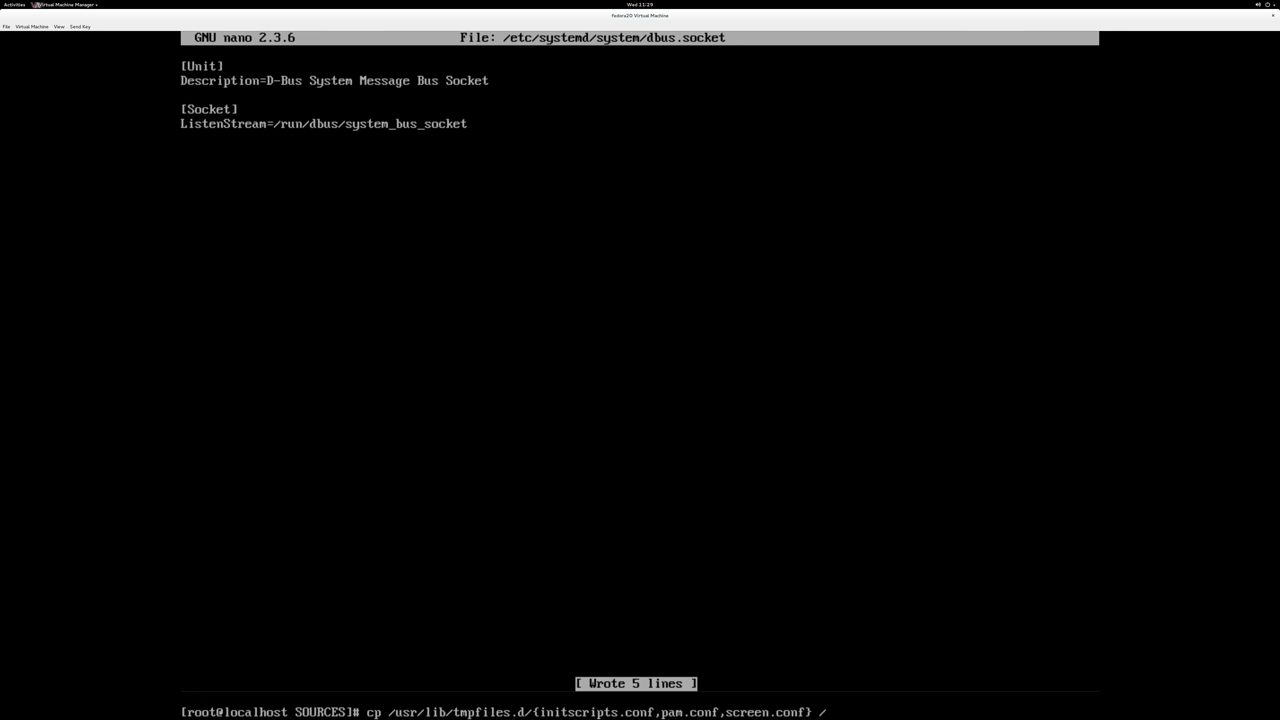 Activities Virtual Machine Manager Wed 11:29
Fedora20 Virtual Machine
File Virtual Machine View Send Key
GNU nano 2.3.6 File: /etc/systemd/system/dbus.socket
[Unit]
Description=D-Bus System Message Bus Socket
[Socket]
ListenStream=/run/dbus/system_bus_socket
[ Wrote 5 lines ]
[root@localhost SOURCES]# cp /usr/lib/tmpfiles.d/{initscripts.conf,pam.conf,screen.conf} /